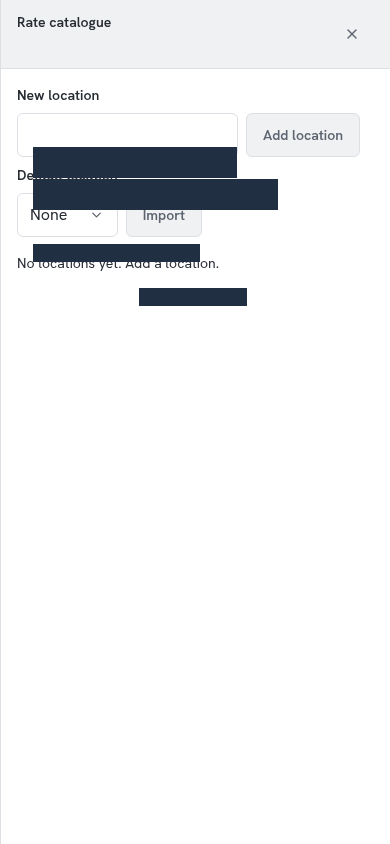 Rate catalogue
New location
Add location
None
Import
No locations yet. Add a location.